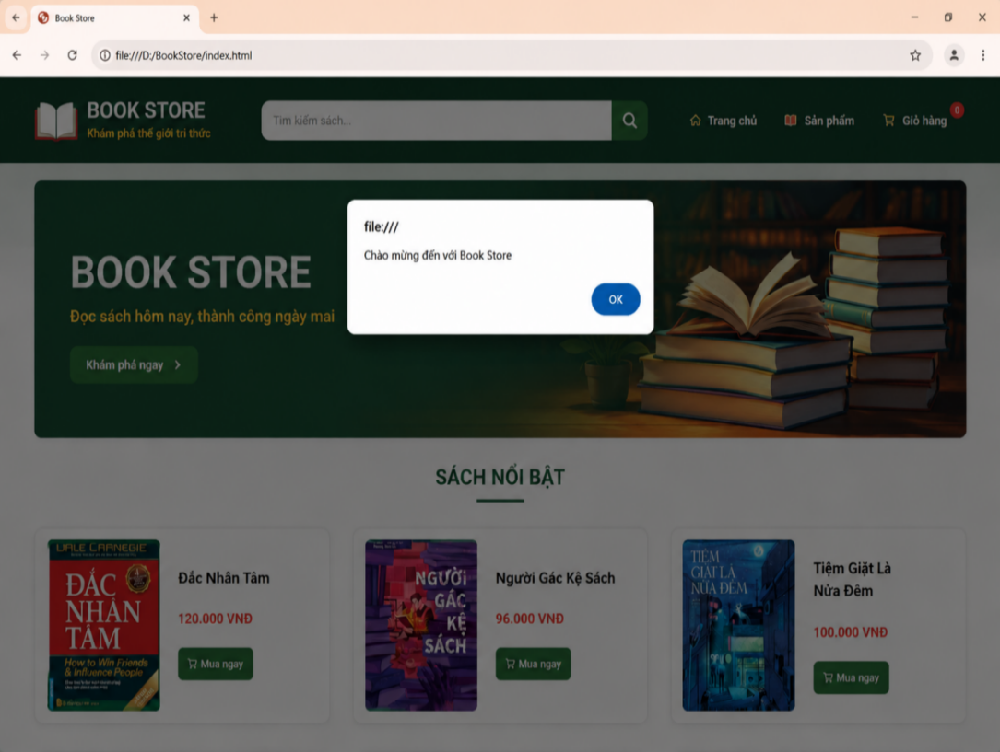 Book Store
file:///D:/BookStore/index.html
BOOK STORE
Khám phá thế giới tri thức
Tìm kiếm sách...
Trang chủ
Sản phẩm
Giỏ hàng
0
file:///
Chào mừng đến với Book Store
OK
BOOK STORE
Đọc sách hôm nay, thành công ngày mai
Khám phá ngay
SÁCH NỔI BẬT
DALE CARNEGIE
ĐẮC
NHÂN
TÂM
How to Win Friends
& Influence People
Đắc Nhân Tâm
120.000 VNĐ
Mua ngay
NGƯỜI
GÁC
KỆ
SÁCH
Người Gác Kệ Sách
96.000 VNĐ
Mua ngay
TIỆM
GIẶT LÀ
NỬA ĐÊM
Tiệm Giặt Là
Nửa Đêm
100.000 VNĐ
Mua ngay